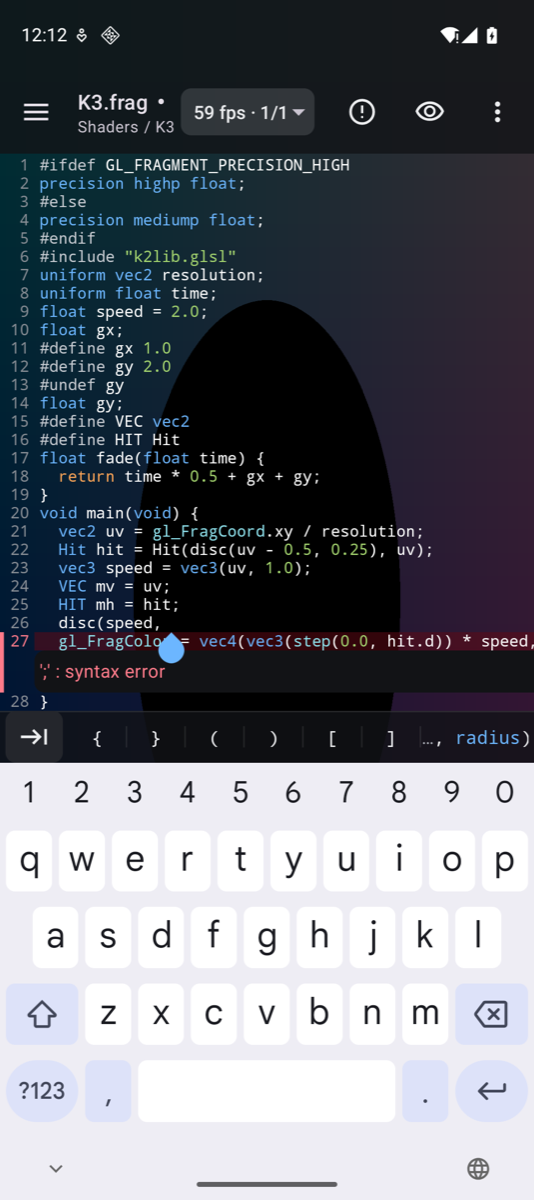 12:12
K3.frag •
Shaders / K3
59 fps · 1/1
1 #ifdef GL_FRAGMENT_PRECISION_HIGH
2 precision highp float;
3 #else
4 precision mediump float;
5 #endif
6 #include "k2lib.glsl"
7 uniform vec2 resolution;
8 uniform float time;
9 float speed = 2.0;
10 float gx;
11 #define gx 1.0
12 #define gy 2.0
13 #undef gy
14 float gy;
15 #define VEC vec2
16 #define HIT Hit
17 float fade(float time) {
18   return time * 0.5 + gx + gy;
19 }
20 void main(void) {
21   vec2 uv = gl_FragCoord.xy / resolution;
22   Hit hit = Hit(disc(uv - 0.5, 0.25), uv);
23   vec3 speed = vec3(uv, 1.0);
24   VEC mv = uv;
25   HIT mh = hit;
26   disc(speed,
27   gl_FragColor = vec4(vec3(step(0.0, hit.d)) * speed,
';' : syntax error
28 }
{ } ( ) [ ] …, radius)
1 2 3 4 5 6 7 8 9 0
q w e r t y u i o p
a s d f g h j k l
z x c v b n m
?123 , .